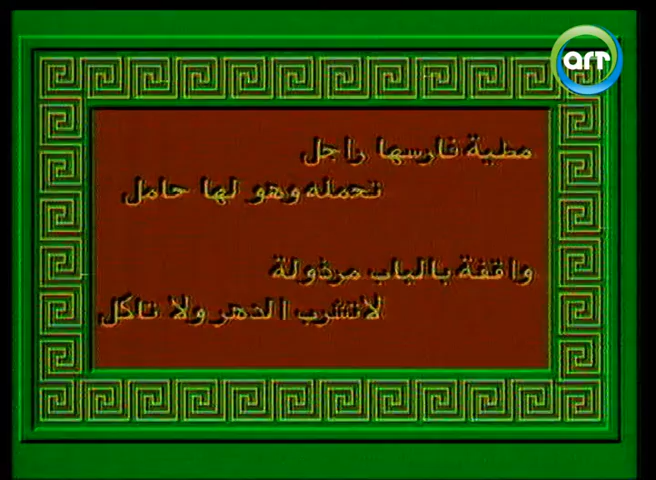 art
مطية فارسها راجل
تحمله وهو لها حامل
واقفة بالباب مرذولة
لاتشرب الدهر ولا تاكل